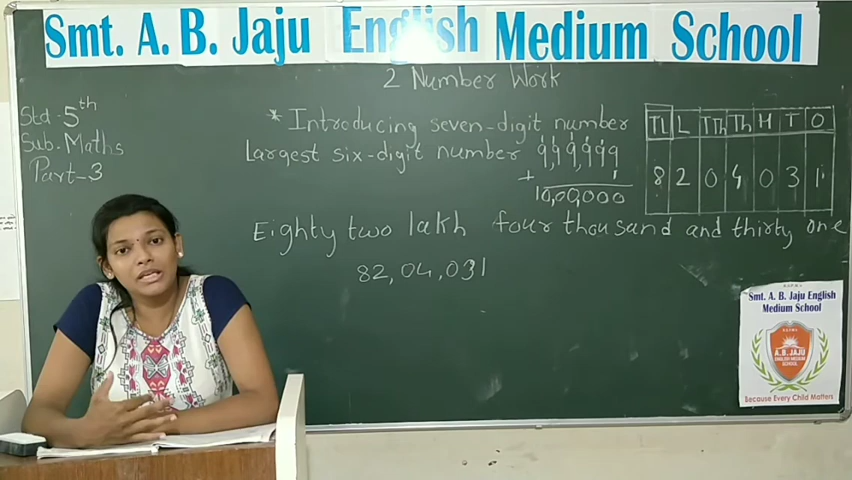 Smt. A. B. Jaju English Medium School
2 Number Work
Std - 5th
Sub. Maths
Part-3
* Introducing seven-digit number
Largest six-digit number 9,99,999
+ 1
10,00,000
TL L TTh Th H T O
8 2 0 4 0 3 1
Eighty two lakh four thousand and thirty one
82,04,031
Smt. A. B. Jaju English
Medium School
A.B. JAJU
ENGLISH MEDIUM
SCHOOL
Because Every Child Matters